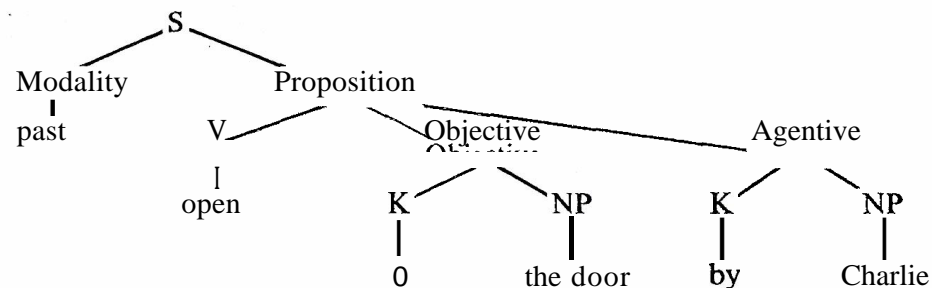 S
Modality Proposition
past V Objective Agentive
open K NP K NP
0 the door by Charlie